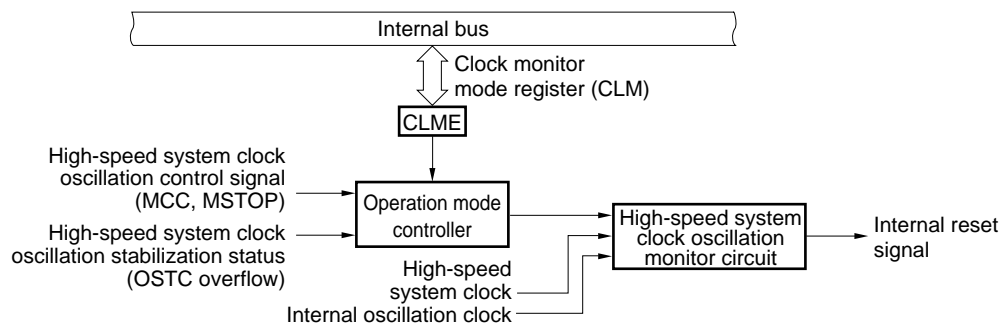 Internal bus
Clock monitor
mode register (CLM)
CLME
High-speed system clock
oscillation control signal
(MCC, MSTOP)
High-speed system clock
oscillation stabilization status
(OSTC overflow)
Operation mode
controller
High-speed
system clock
Internal oscillation clock
High-speed system
clock oscillation
monitor circuit
Internal reset
signal